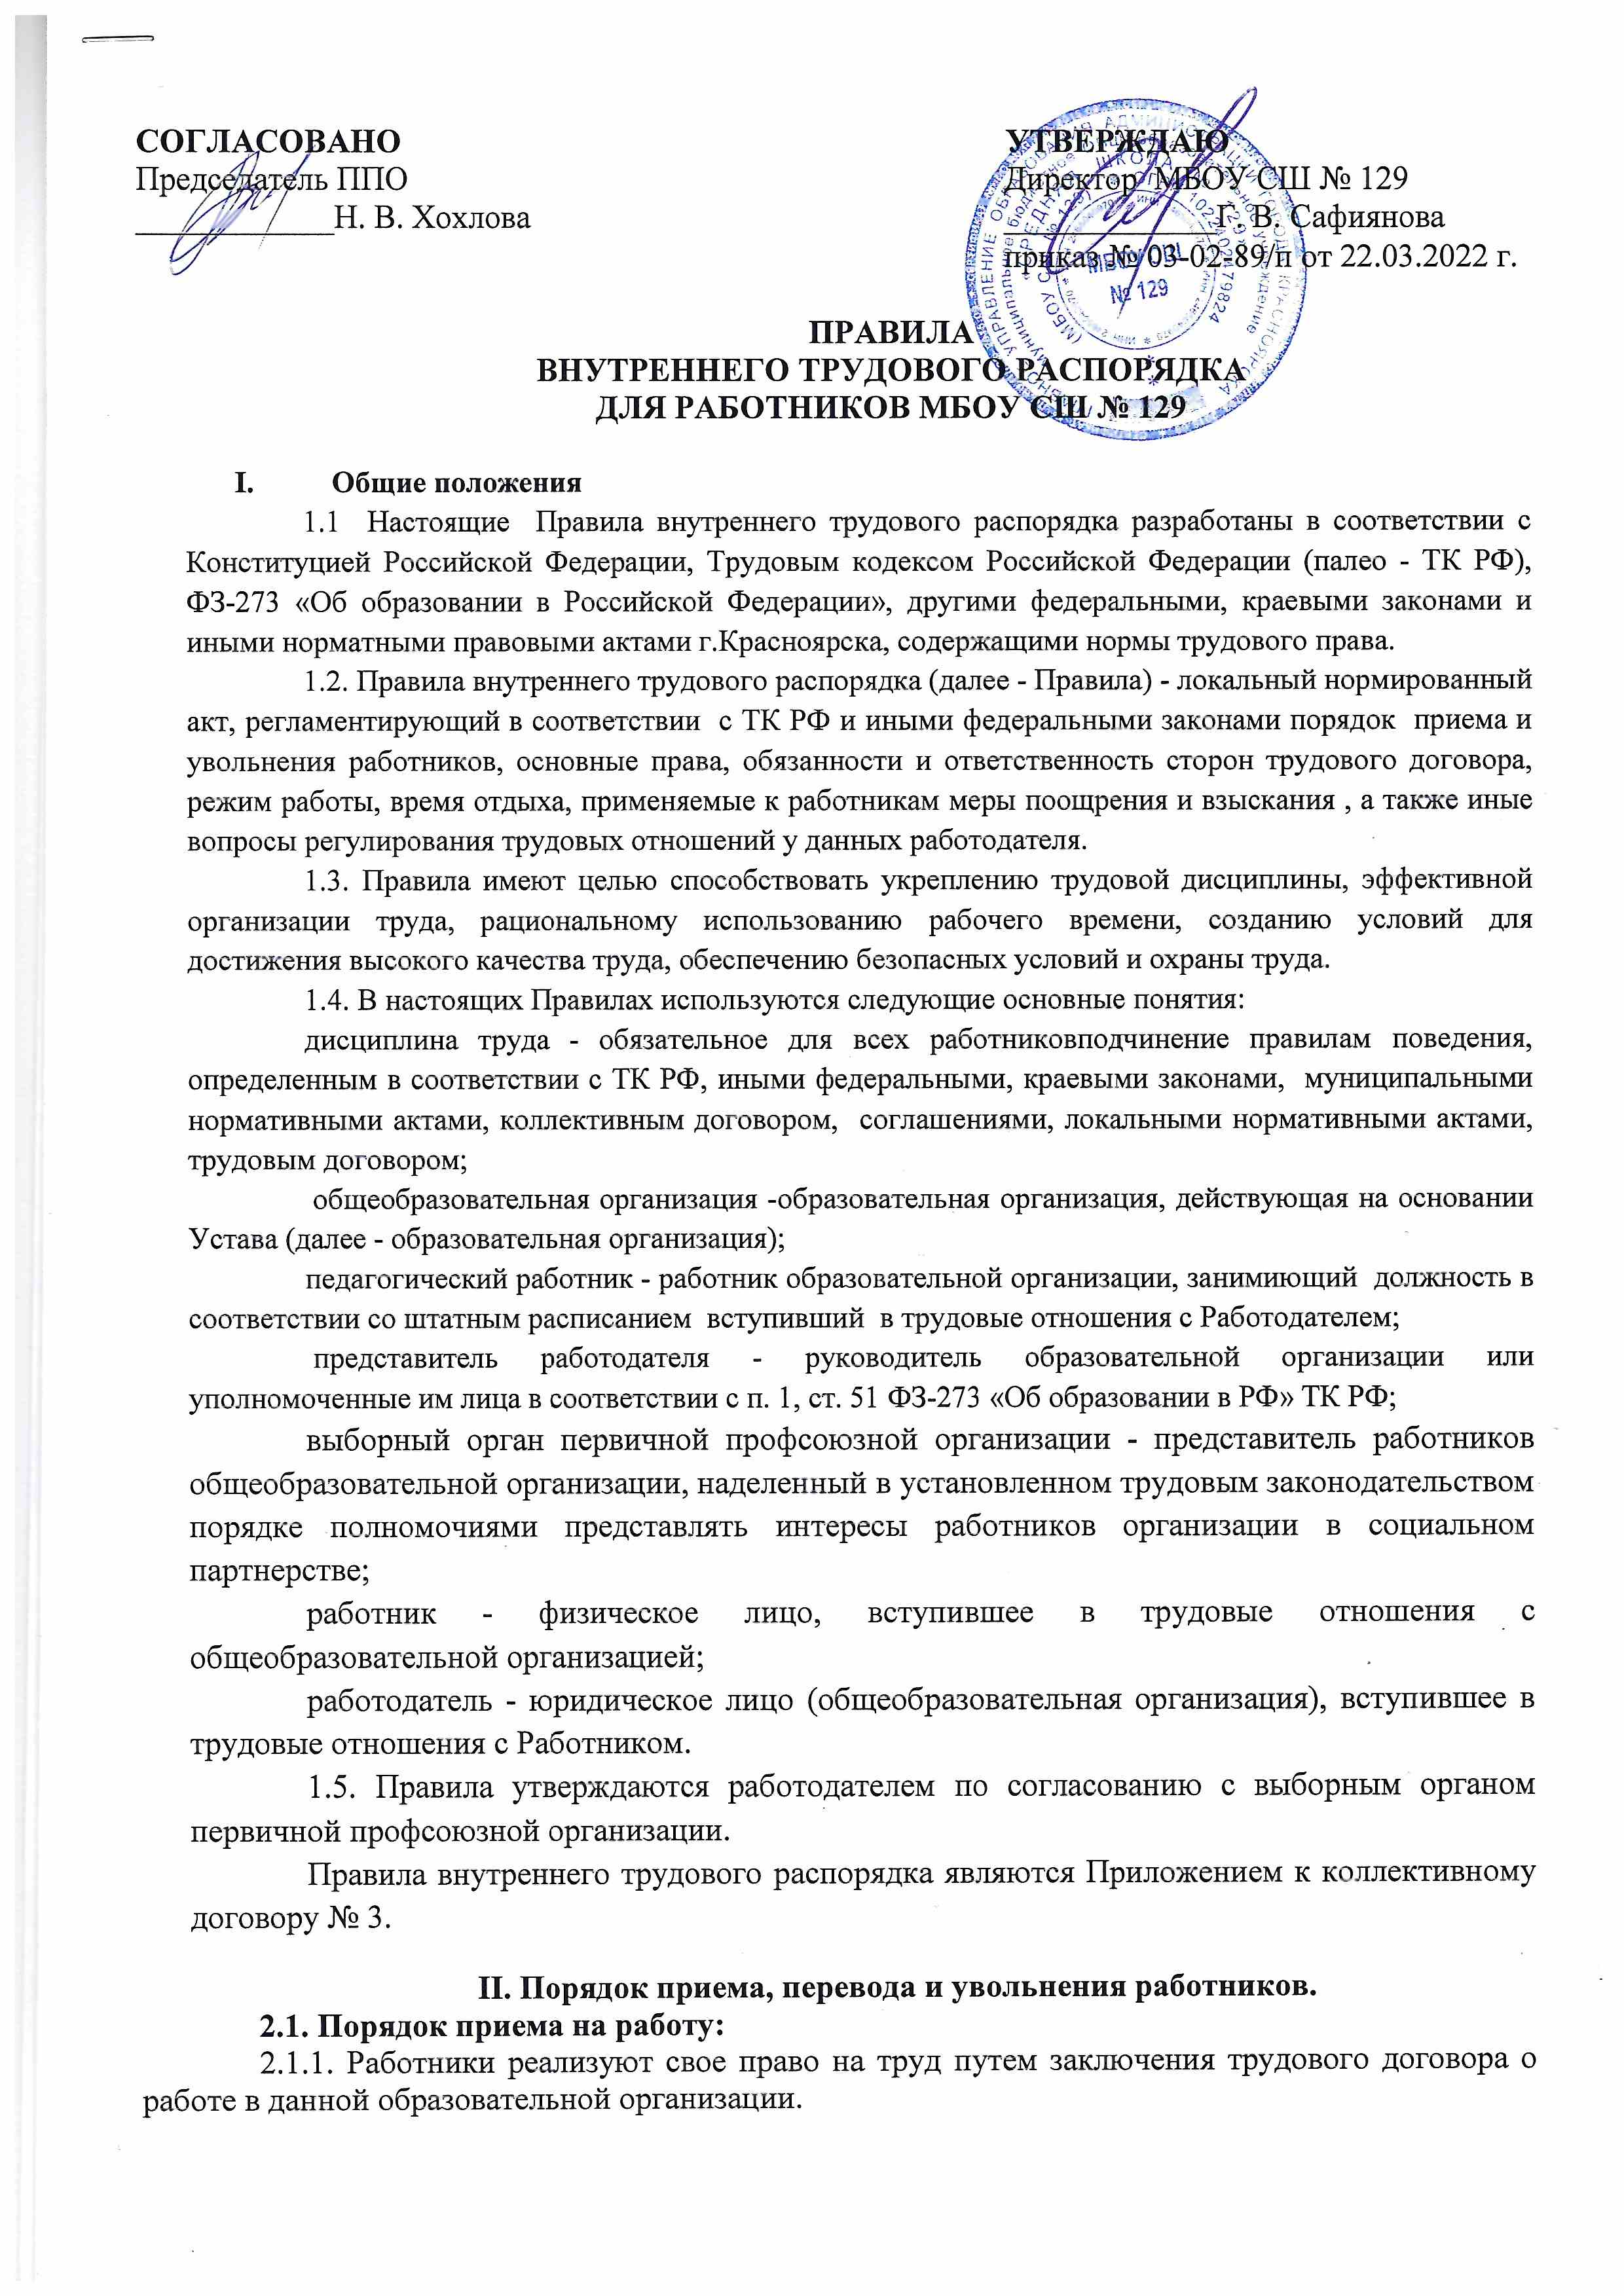 СОГЛАСОВАНО
Председатель ППО
____________Н. В. Хохлова
УТВЕРЖДАЮ
Директор МБОУ СШ № 129
_____________Г. В. Сафиянова
приказ № 03-02-89/п от 22.03.2022 г.
МБОУ СШ
№ 129
ПРАВИЛА
ВНУТРЕННЕГО ТРУДОВОГО РАСПОРЯДКА
ДЛЯ РАБОТНИКОВ МБОУ СШ № 129
I. Общие положения
1.1 Настоящие Правила внутреннего трудового распорядка разработаны в соответствии с
Конституцией Российской Федерации, Трудовым кодексом Российской Федерации (палео - ТК РФ),
ФЗ-273 «Об образовании в Российской Федерации», другими федеральными, краевыми законами и
иными норматными правовыми актами г.Красноярска, содержащими нормы трудового права.
1.2. Правила внутреннего трудового распорядка (далее - Правила) - локальный нормированный
акт, регламентирующий в соответствии с ТК РФ и иными федеральными законами порядок приема и
увольнения работников, основные права, обязанности и ответственность сторон трудового договора,
режим работы, время отдыха, применяемые к работникам меры поощрения и взыскания , а также иные
вопросы регулирования трудовых отношений у данных работодателя.
1.3. Правила имеют целью способствовать укреплению трудовой дисциплины, эффективной
организации труда, рациональному использованию рабочего времени, созданию условий для
достижения высокого качества труда, обеспечению безопасных условий и охраны труда.
1.4. В настоящих Правилах используются следующие основные понятия:
дисциплина труда - обязательное для всех работниковподчинение правилам поведения,
определенным в соответствии с ТК РФ, иными федеральными, краевыми законами, муниципальными
нормативными актами, коллективным договором, соглашениями, локальными нормативными актами,
трудовым договором;
общеобразовательная организация -образовательная организация, действующая на основании
Устава (далее - образовательная организация);
педагогический работник - работник образовательной организации, занимиющий должность в
соответствии со штатным расписанием вступивший в трудовые отношения с Работодателем;
представитель работодателя - руководитель образовательной организации или
уполномоченные им лица в соответствии с п. 1, ст. 51 ФЗ-273 «Об образовании в РФ» ТК РФ;
выборный орган первичной профсоюзной организации - представитель работников
общеобразовательной организации, наделенный в установленном трудовым законодательством
порядке полномочиями представлять интересы работников организации в социальном
партнерстве;
работник - физическое лицо, вступившее в трудовые отношения с
общеобразовательной организацией;
работодатель - юридическое лицо (общеобразовательная организация), вступившее в
трудовые отношения с Работником.
1.5. Правила утверждаются работодателем по согласованию с выборным органом
первичной профсоюзной организации.
Правила внутреннего трудового распорядка являются Приложением к коллективному
договору № 3.
II. Порядок приема, перевода и увольнения работников.
2.1. Порядок приема на работу:
2.1.1. Работники реализуют свое право на труд путем заключения трудового договора о
работе в данной образовательной организации.